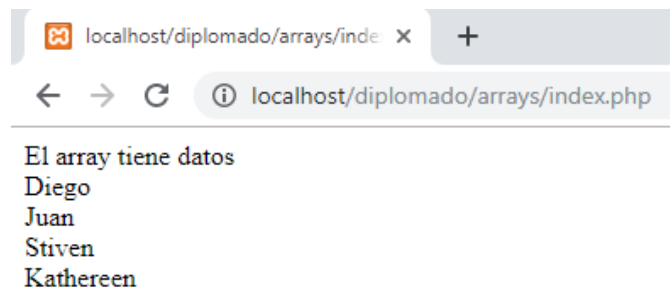 localhost/diplomado/arrays/inde
localhost/diplomado/arrays/index.php
El array tiene datos
Diego
Juan
Stiven
Kathereen